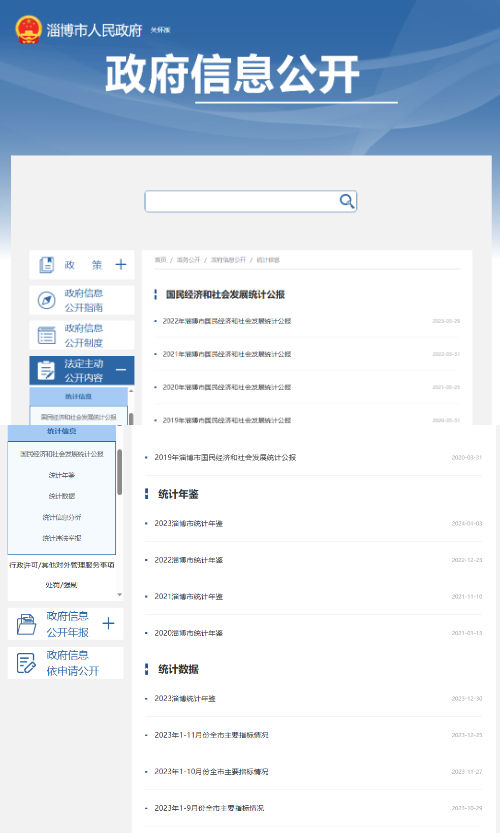 淄博市人民政府 关怀版
政府信息公开
政 策
政府信息
公开指南
政府信息
公开制度
法定主动
公开内容
统计信息
国民经济和社会发展统计公报
首页 / 政务公开 / 政府信息公开 / 统计信息
国民经济和社会发展统计公报
2022年淄博市国民经济和社会发展统计公报
2021年淄博市国民经济和社会发展统计公报
2020年淄博市国民经济和社会发展统计公报
2019年淄博市国民经济和社会发展统计公报
统计信息
国民经济和社会发展统计公报
统计年鉴
统计数据
统计信息分析
统计违法举报
行政许可/其他对外管理服务事项
处罚/强制
政府信息
公开年报
政府信息
依申请公开
2019年淄博市国民经济和社会发展统计公报 2020-03-01
统计年鉴
2023淄博市统计年鉴 2024-01-03
2022淄博市统计年鉴 2022-12-23
2021淄博市统计年鉴 2021-11-10
2020淄博市统计年鉴 2021-01-13
统计数据
2023淄博统计年鉴 2023-12-30
2023年1-11月份全市主要指标情况 2023-12-23
2023年1-10月份全市主要指标情况 2023-11-27
2023年1-9月份全市主要指标情况 2023-10-29